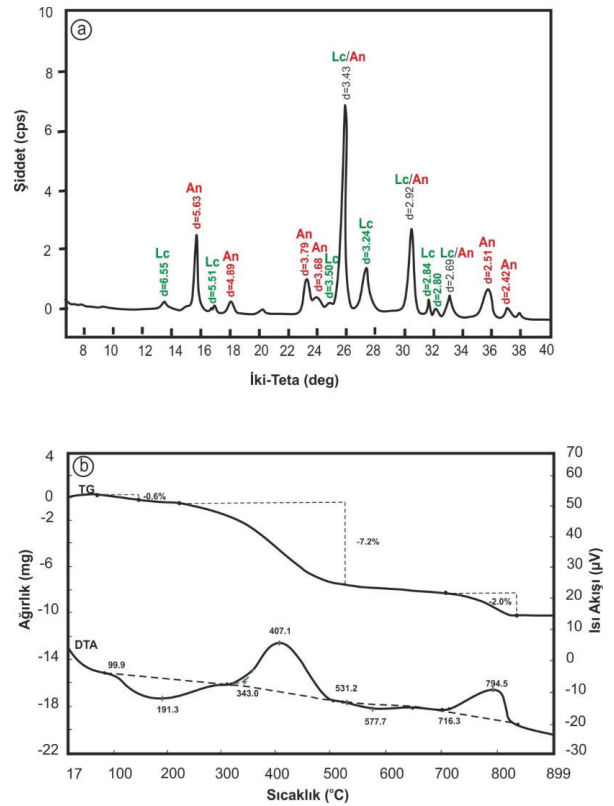 a
Şiddet (cps)
10
8
6
4
2
0
Lc d=6.55
An d=5.63
Lc d=5.51
An d=4.89
An d=3.79
An d=3.68
Lc d=3.50
Lc/An d=3.43
Lc d=3.24
Lc/An d=2.92
Lc d=2.84
d=2.80
Lc/An d=2.69
An d=2.51
An d=2.42
8 10 12 14 16 18 20 22 24 26 28 30 32 34 36 38 40
İki-Teta (deg)
b
Ağırlık (mg)
4
0
-2
-6
-10
-14
-18
-22
Isı Akışı (µV)
70
60
50
40
30
20
10
0
-10
-20
-30
TG
-0.6%
-7.2%
-2.0%
DTA
99.9
191.3
343.0
407.1
531.2
577.7
716.3
794.5
17 100 200 300 400 500 600 700 800 899
Sıcaklık (°C)